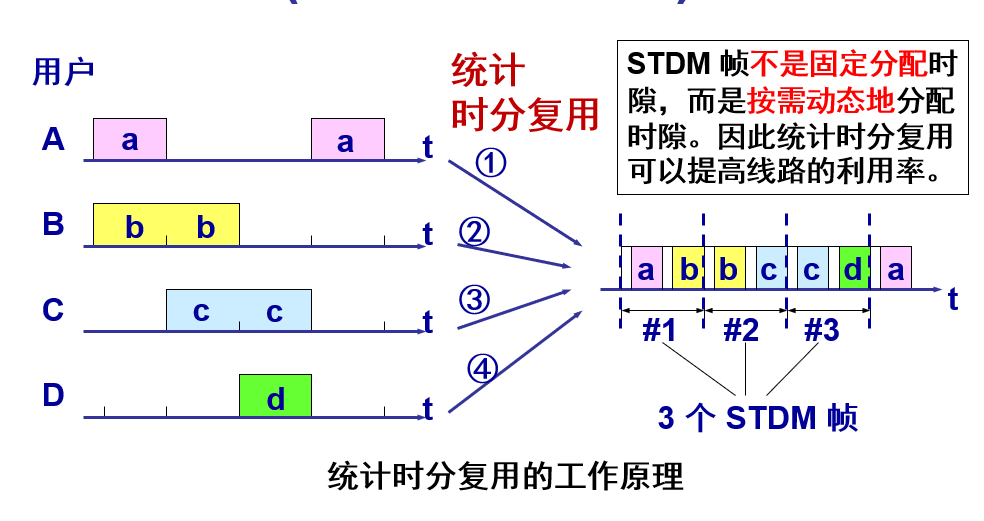 用户
统计
时分复用
STDM 帧不是固定分配时
隙，而是按需动态地分配
时隙。因此统计时分复用
可以提高线路的利用率。
A a a t ①
B b b t ②
C c c t ③
D d t ④
a b b c c d a t
#1 #2 #3
3 个 STDM 帧
统计时分复用的工作原理